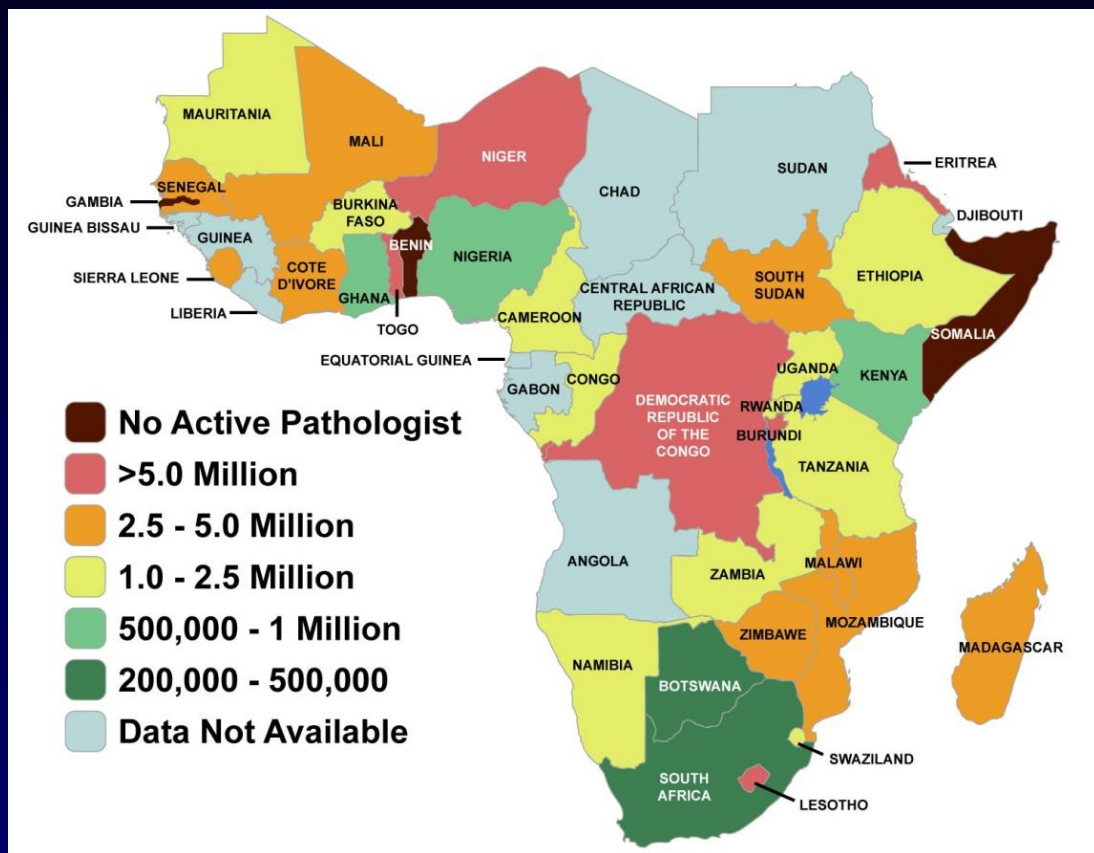 MAURITANIA
MALI
NIGER
CHAD
SUDAN
ERITREA
SENEGAL
GAMBIA
GUINEA BISSAU
GUINEA
BURKINA
FASO
BENIN
NIGERIA
DJIBOUTI
SIERRA LEONE
COTE
D'IVORE
GHANA
LIBERIA
TOGO
CAMEROON
CENTRAL AFRICAN
REPUBLIC
SOUTH
SUDAN
ETHIOPIA
SOMALIA
EQUATORIAL GUINEA
GABON
CONGO
DEMOCRATIC
REPUBLIC
OF THE
CONGO
UGANDA
KENYA
RWANDA
BURUNDI
TANZANIA
ANGOLA
ZAMBIA
MALAWI
MOZAMBIQUE
ZIMBAWE
MADAGASCAR
NAMIBIA
BOTSWANA
SWAZILAND
SOUTH
AFRICA
LESOTHO
No Active Pathologist
>5.0 Million
2.5 - 5.0 Million
1.0 - 2.5 Million
500,000 - 1 Million
200,000 - 500,000
Data Not Available